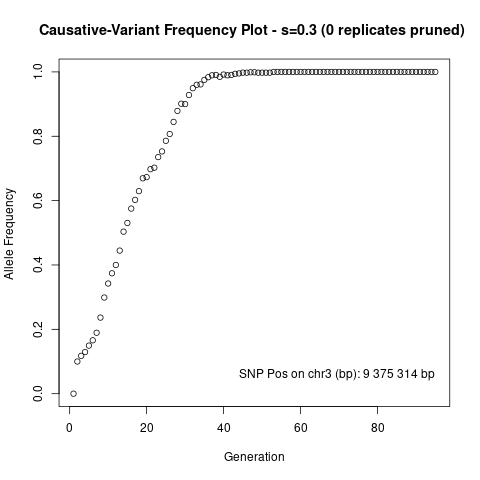 Causative-Variant Frequency Plot - s=0.3 (0 replicates pruned)
1.0
0.8
0.6
0.4
0.2
0.0
Allele Frequency
SNP Pos on chr3 (bp): 9 375 314 bp
0 20 40 60 80
Generation